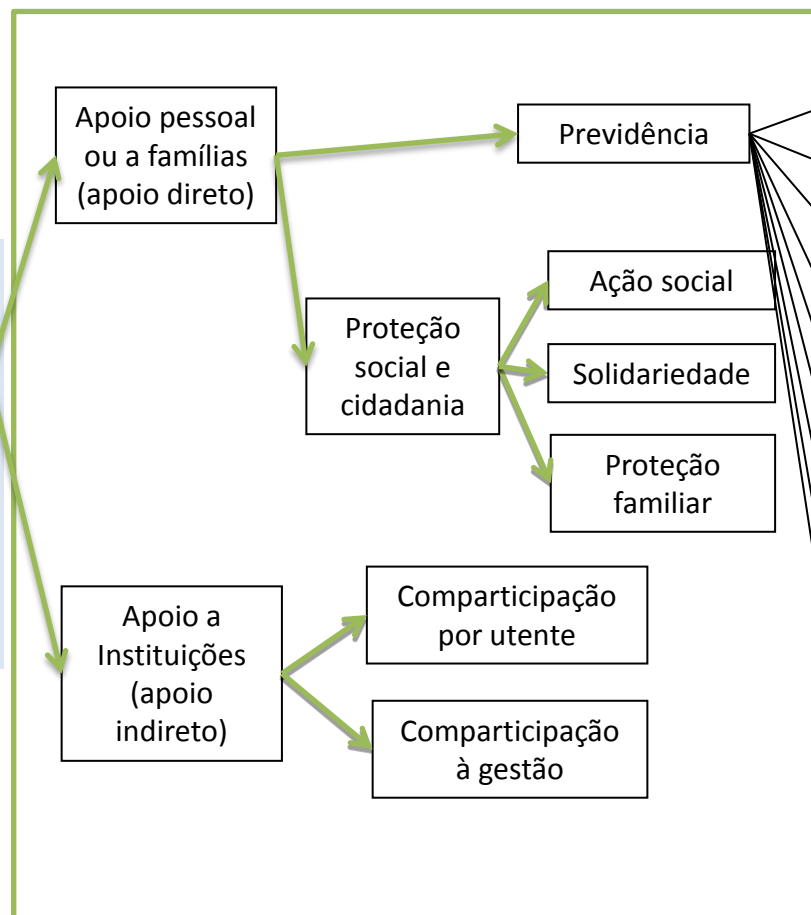 Apoio pessoal
ou a famílias
(apoio direto)
Previdência
Proteção
social e
cidadania
Ação social
Solidariedade
Proteção
familiar
Apoio a
Instituições
(apoio
indireto)
Comparticipação
por utente
Comparticipação
à gestão